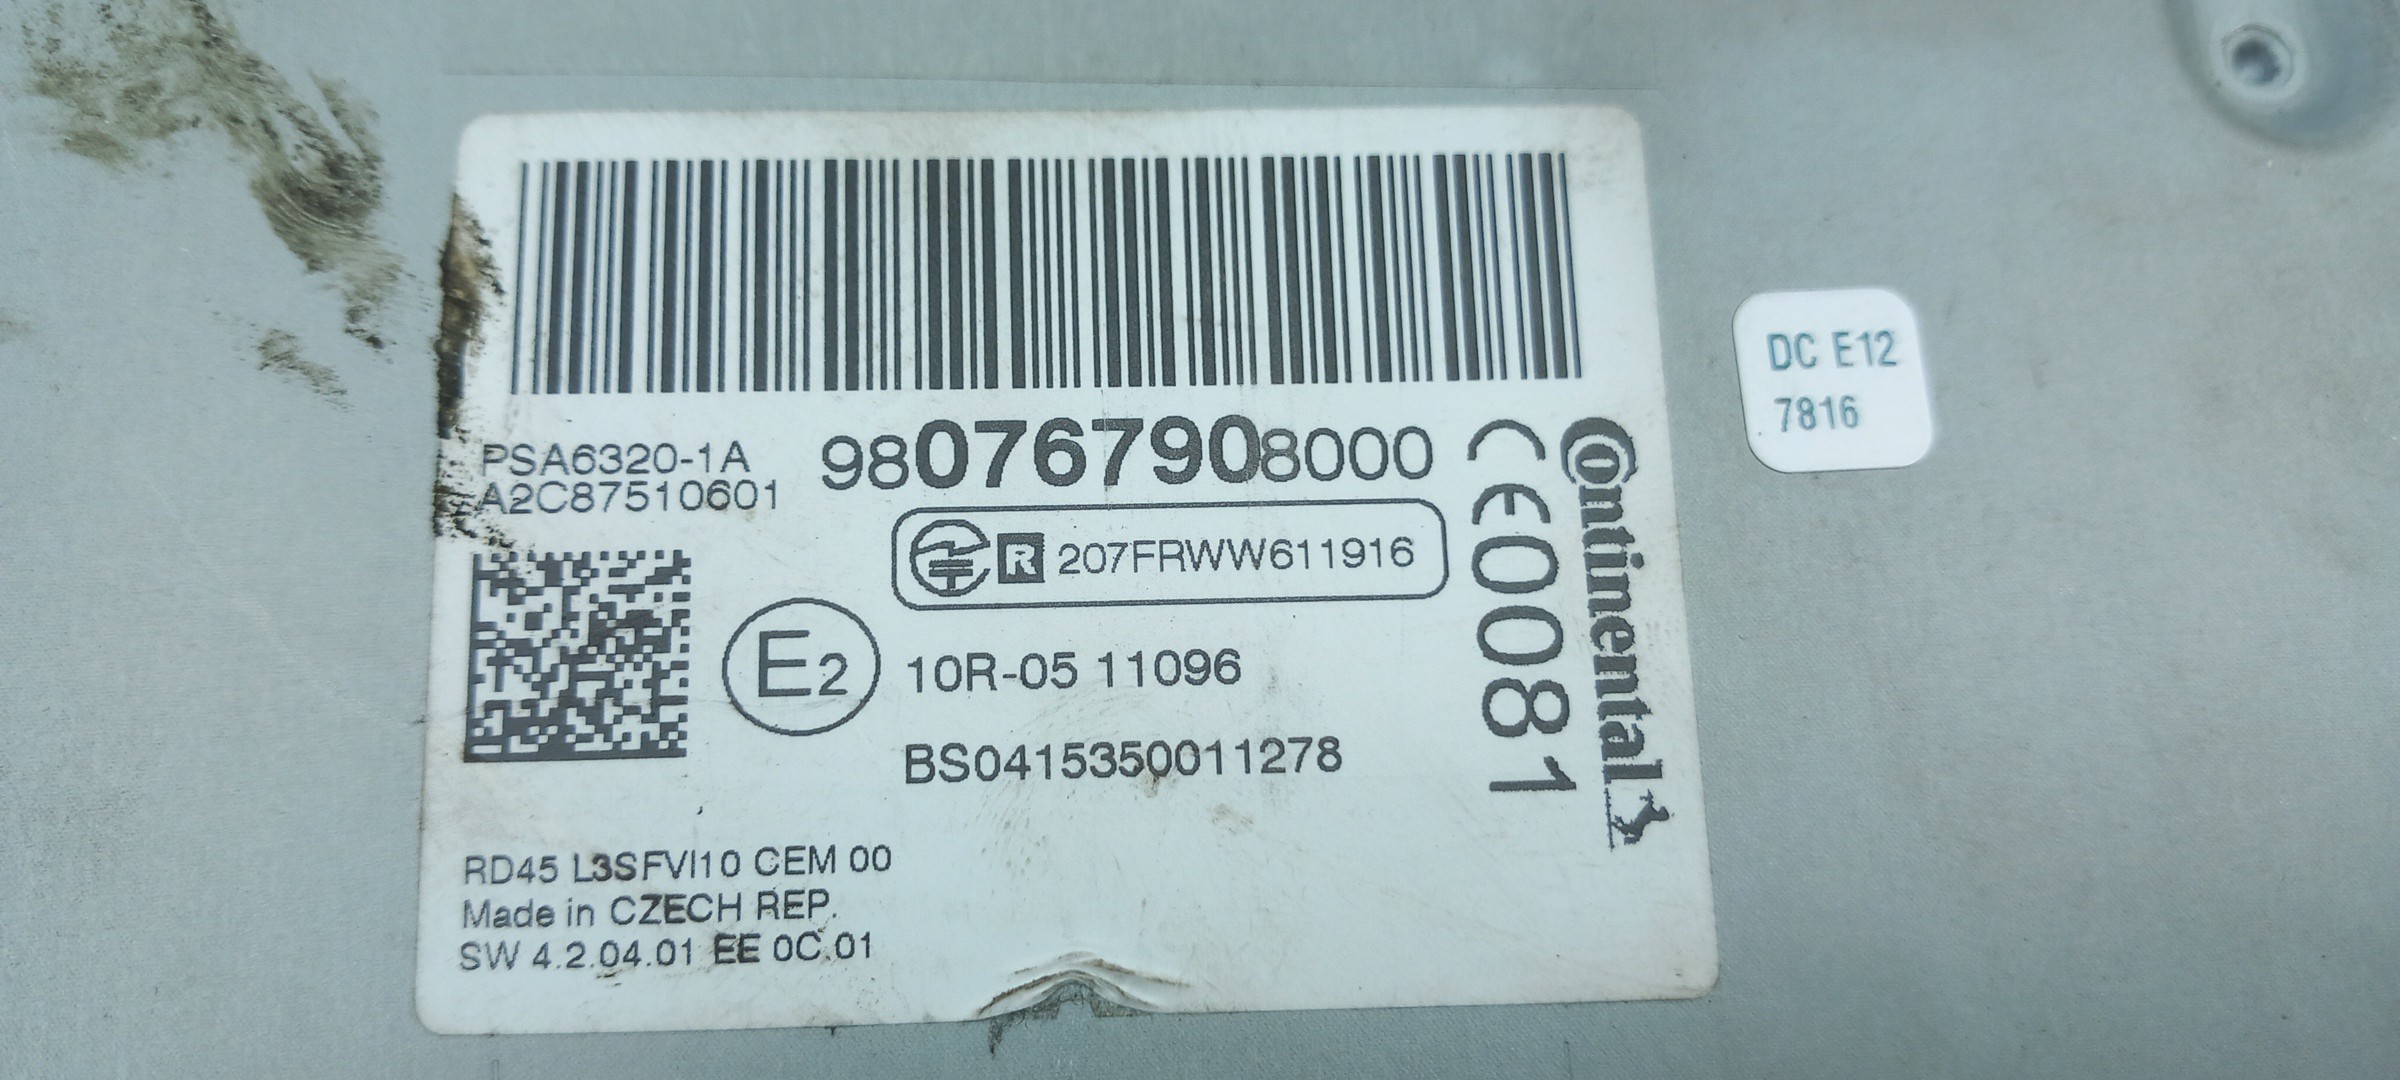 PSA6320-1A
A2C87510601
980767908000
CE0081
Continental
R 207FRWW611916
E2
10R-05 11096
BS0415350011278
RD45 L3SFVI10 CEM 00
Made in CZECH REP.
SW 4.2.04.01 EE 0C.01
DC E12
7816